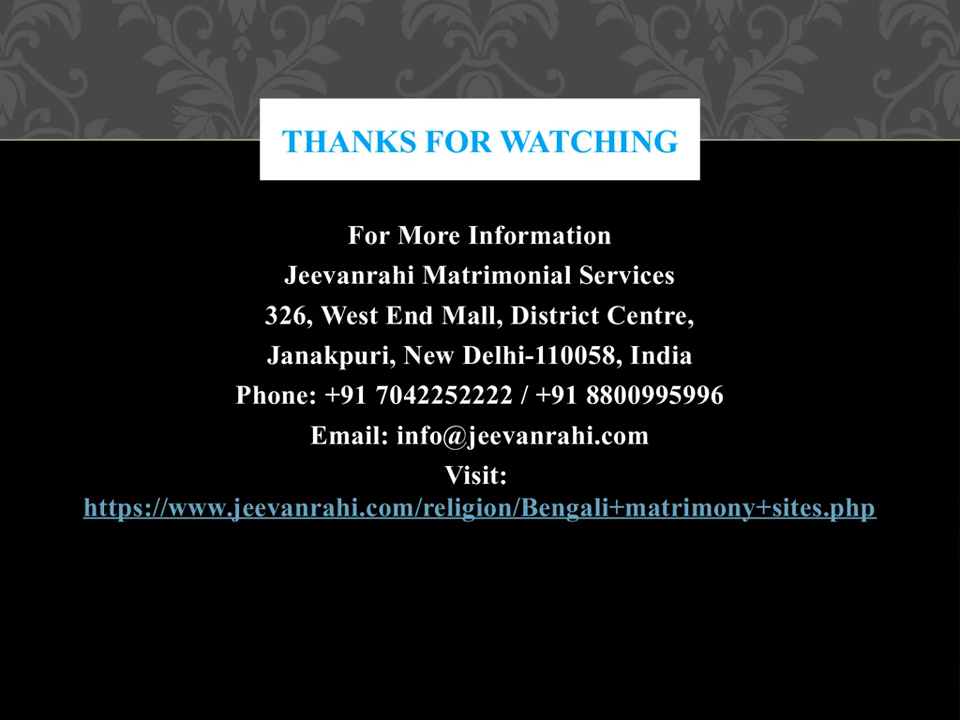 THANKS FOR WATCHING
For More Information
Jeevanrahi Matrimonial Services
326, West End Mall, District Centre,
Janakpuri, New Delhi-110058, India
Phone: +91 7042252222 / +91 8800995996
Email: info@jeevanrahi.com
Visit:
https://www.jeevanrahi.com/religion/Bengali+matrimony+sites.php